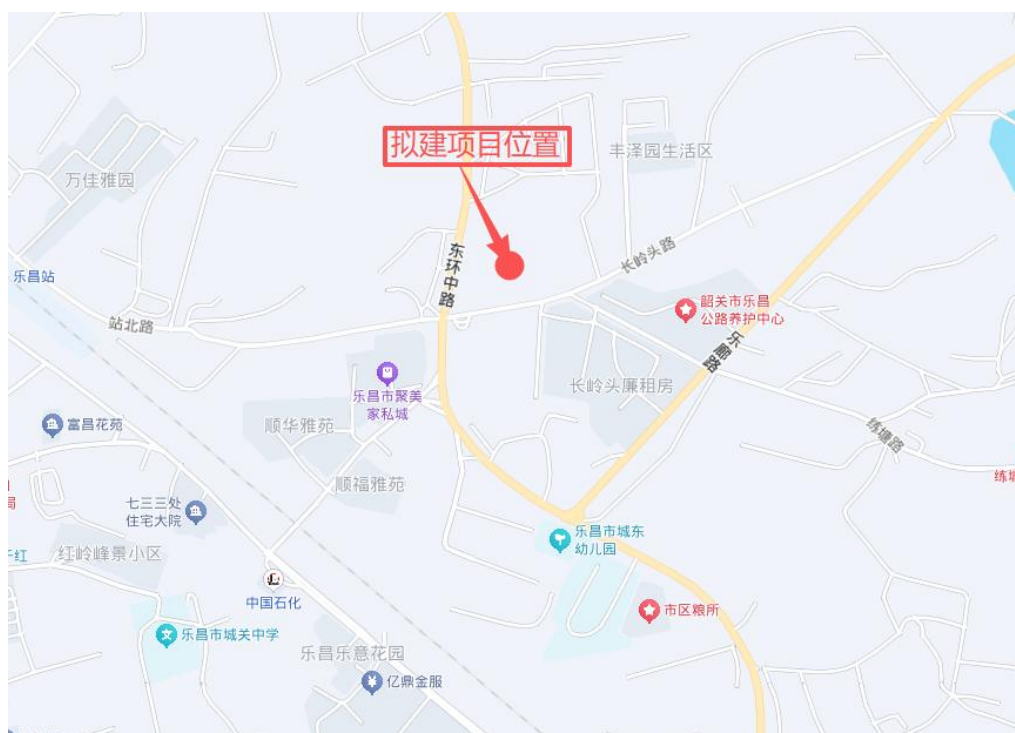 拟建项目位置
丰泽园生活区
万佳雅园
东环中路
长岭头路
乐昌站
韶关市乐昌
公路养护中心
站北路
乐廊路
乐昌市聚美
家私城
长岭头廉租房
富昌花苑
顺华雅苑
练塘路
顺福雅苑
练塘
局
七三三处
住宅大院
乐昌市城东
幼儿园
红岭峰景小区
千红
中国石化
市区粮所
乐昌市城关中学
乐昌乐意花园
亿鼎金服